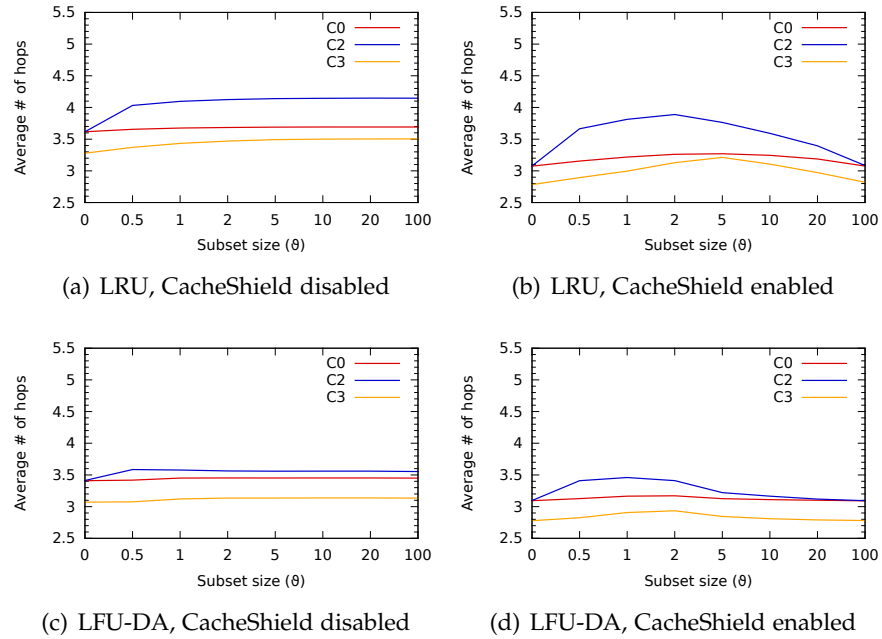 5.5
5
4.5
4
3.5
3
2.5
Average # of hops
C0
C2
C3
0 0.5 1 2 5 10 20 100
Subset size (ϑ)
(a) LRU, CacheShield disabled
5.5
5
4.5
4
3.5
3
2.5
Average # of hops
C0
C2
C3
0 0.5 1 2 5 10 20 100
Subset size (ϑ)
(b) LRU, CacheShield enabled
5.5
5
4.5
4
3.5
3
2.5
Average # of hops
C0
C2
C3
0 0.5 1 2 5 10 20 100
Subset size (ϑ)
(c) LFU-DA, CacheShield disabled
5.5
5
4.5
4
3.5
3
2.5
Average # of hops
C0
C2
C3
0 0.5 1 2 5 10 20 100
Subset size (ϑ)
(d) LFU-DA, CacheShield enabled